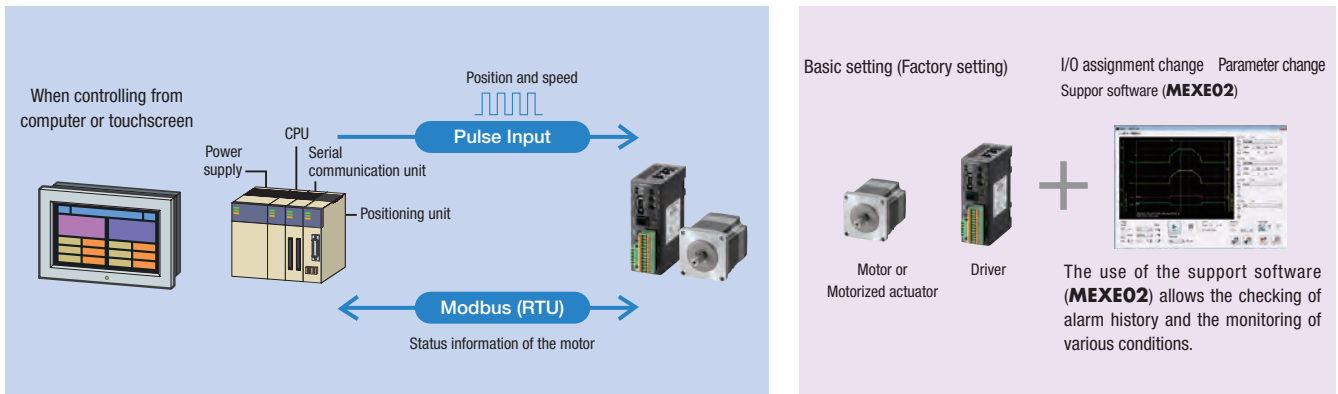 When controlling from
computer or touchscreen
Position and speed
Pulse Input
CPU
Power
supply
Serial
communication unit
Positioning unit
Modbus (RTU)
Status information of the motor
Basic setting (Factory setting)
I/O assignment change Parameter change
Suppor software (MEXE02)
Motor or
Motorized actuator
Driver
The use of the support software
(MEXE02) allows the checking of
alarm history and the monitoring of
various conditions.